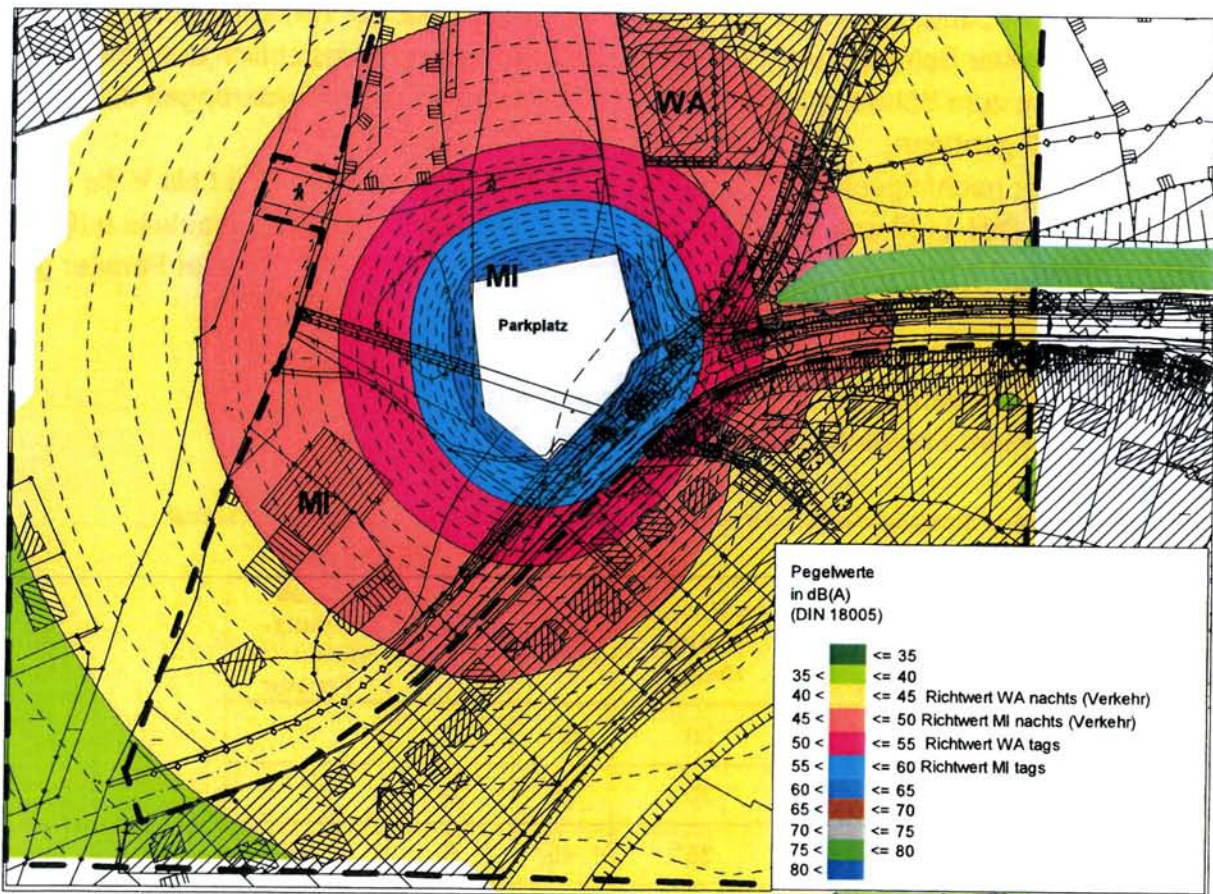 WA
MI
Parkplatz
MI
Pegelwerte
in dB(A)
(DIN 18005)
<= 35
35 < <= 40
40 < <= 45 Richtwert WA nachts (Verkehr)
45 < <= 50 Richtwert MI nachts (Verkehr)
50 < <= 55 Richtwert WA tags
55 < <= 60 Richtwert MI tags
60 < <= 65
65 < <= 70
70 < <= 75
75 < <= 80
80 <